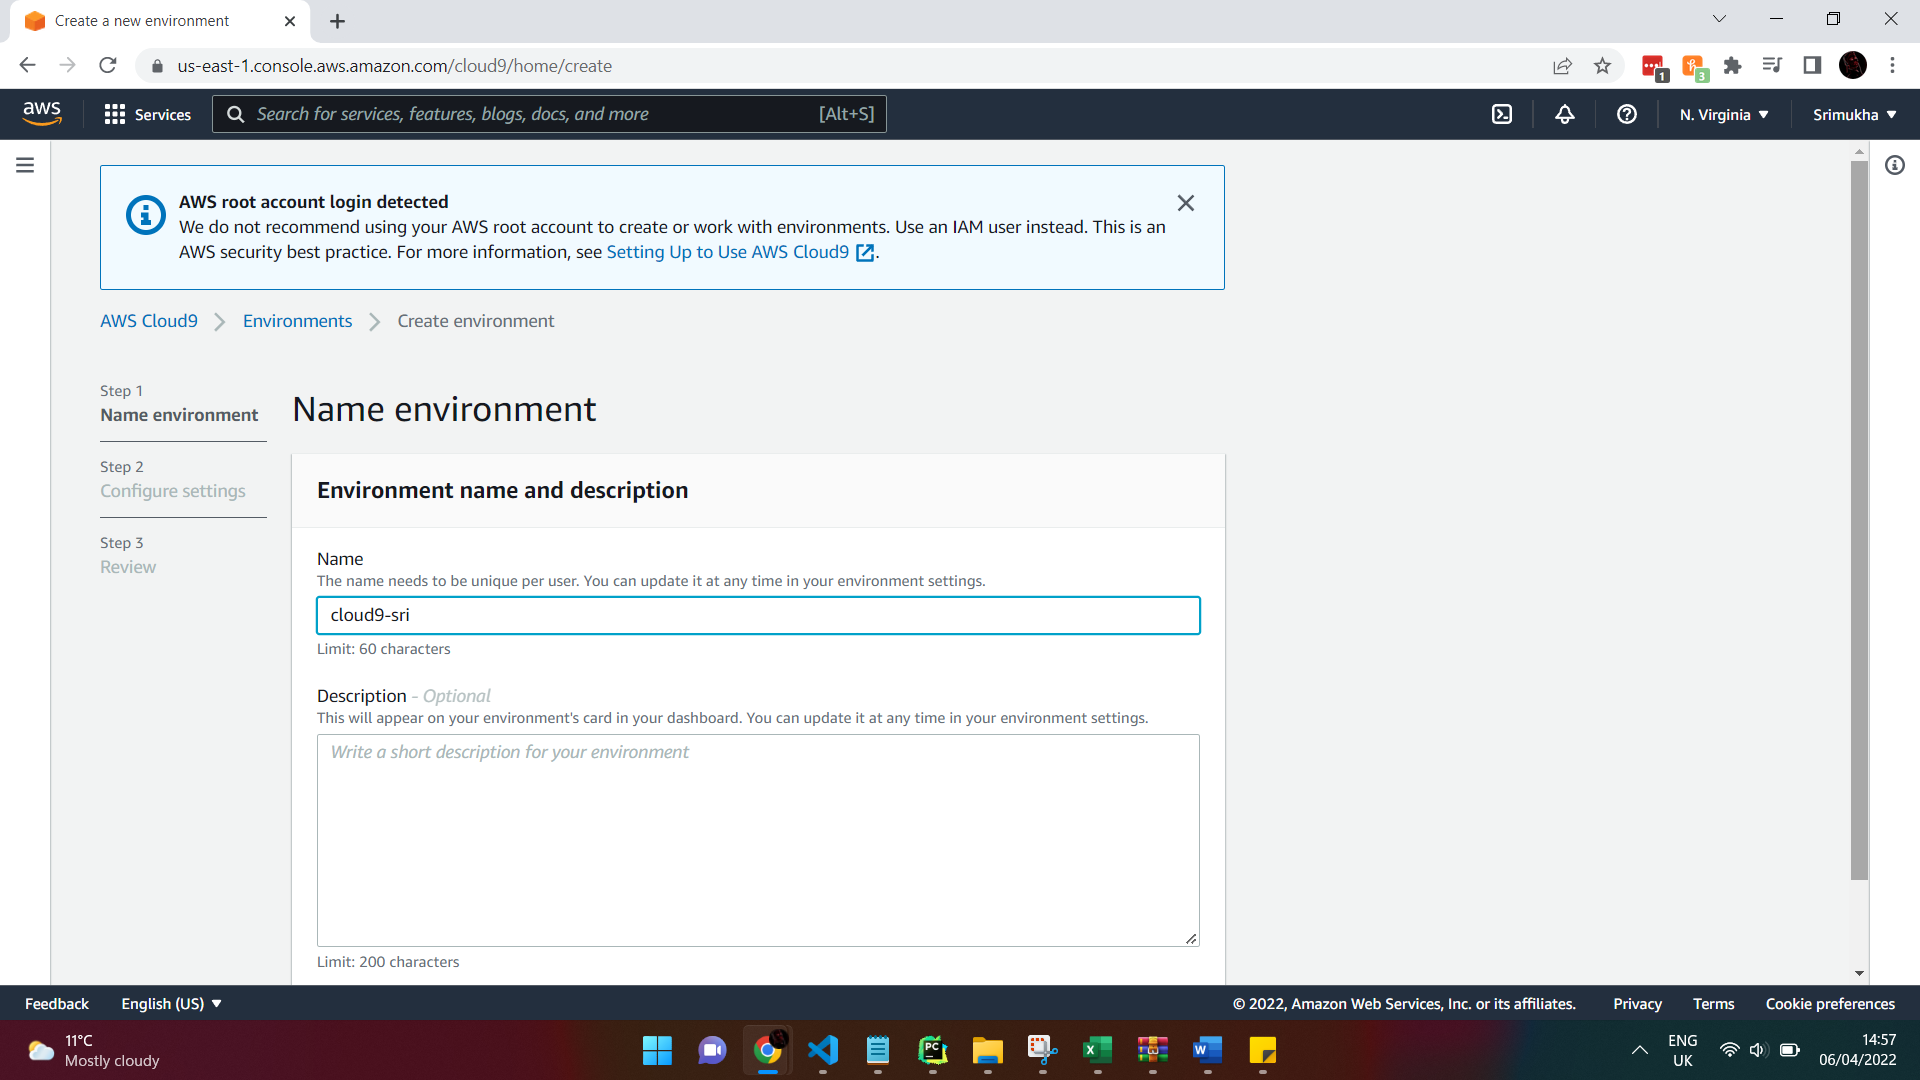 Create a new environment
us-east-1.console.aws.amazon.com/cloud9/home/create
1
3
aws
Services
Search for services, features, blogs, docs, and more
[Alt+S]
N. Virginia
Srimukha
AWS root account login detected
We do not recommend using your AWS root account to create or work with environments. Use an IAM user instead. This is an
AWS security best practice. For more information, see Setting Up to Use AWS Cloud9 .
AWS Cloud9
Environments
Create environment
Step 1
Name environment
Step 2
Configure settings
Step 3
Review
Name environment
Environment name and description
Name
The name needs to be unique per user. You can update it at any time in your environment settings.
cloud9-sri
Limit: 60 characters
Description - Optional
This will appear on your environment's card in your dashboard. You can update it at any time in your environment settings.
Write a short description for your environment
Limit: 200 characters
Feedback
English (US)
© 2022, Amazon Web Services, Inc. or its affiliates.
Privacy
Terms
Cookie preferences
11°C
Mostly cloudy
PC
X
W
ENG
UK
14:57
06/04/2022